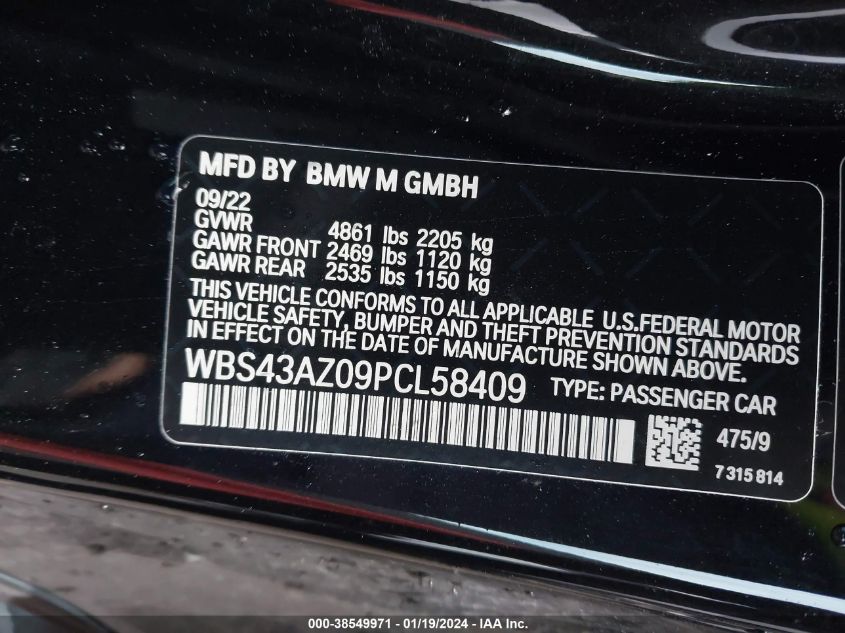 MFD BY BMW M GMBH
09/22
GVWR 4861 lbs 2205 kg
GAWR FRONT 2469 lbs 1120 kg
GAWR REAR 2535 lbs 1150 kg
THIS VEHICLE CONFORMS TO ALL APPLICABLE U.S.FEDERAL MOTOR
VEHICLE SAFETY, BUMPER AND THEFT PREVENTION STANDARDS
IN EFFECT ON THE DATE OF MANUFACTURE SHOWN ABOVE.
WBS43AZ09PCL58409 TYPE: PASSENGER CAR
475/9
7 315 814
000-38549971 - 01/19/2024 - IAA Inc.